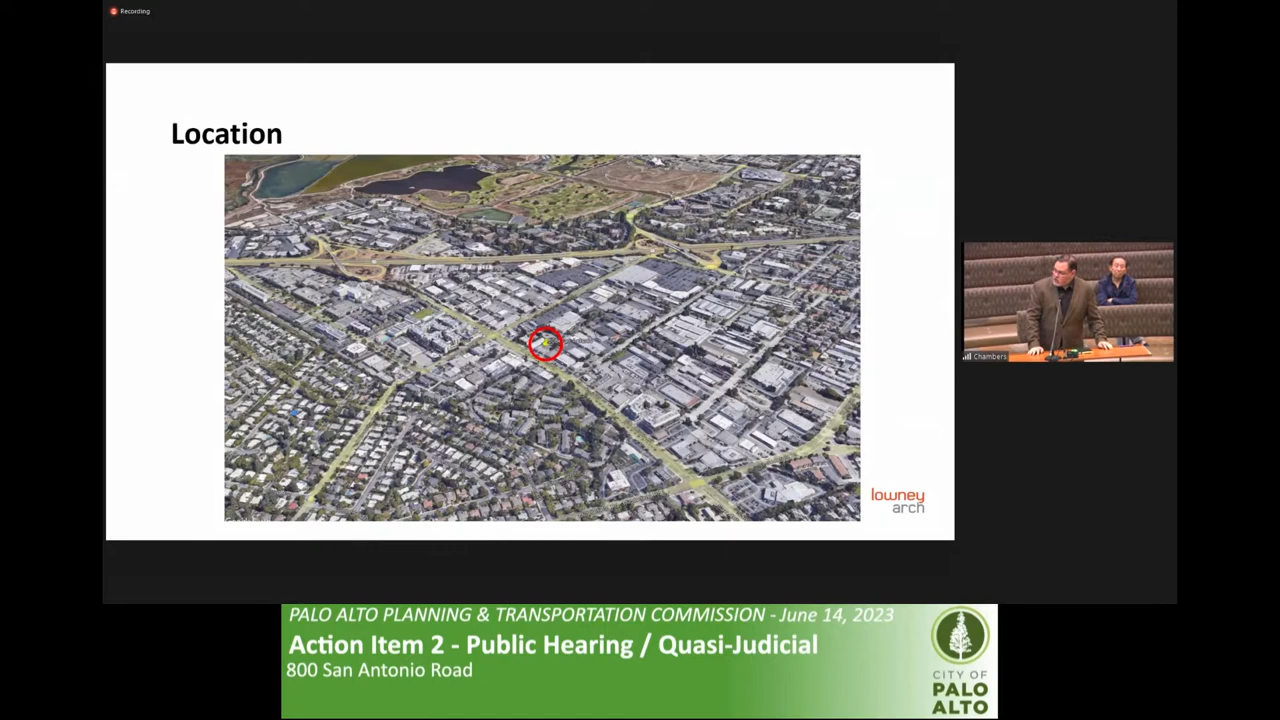 Recording
Location
lowney
arch
Chambers
PALO ALTO PLANNING & TRANSPORTATION COMMISSION - June 14, 2023
Action Item 2 - Public Hearing / Quasi-Judicial
800 San Antonio Road
CITY OF
PALO
ALTO